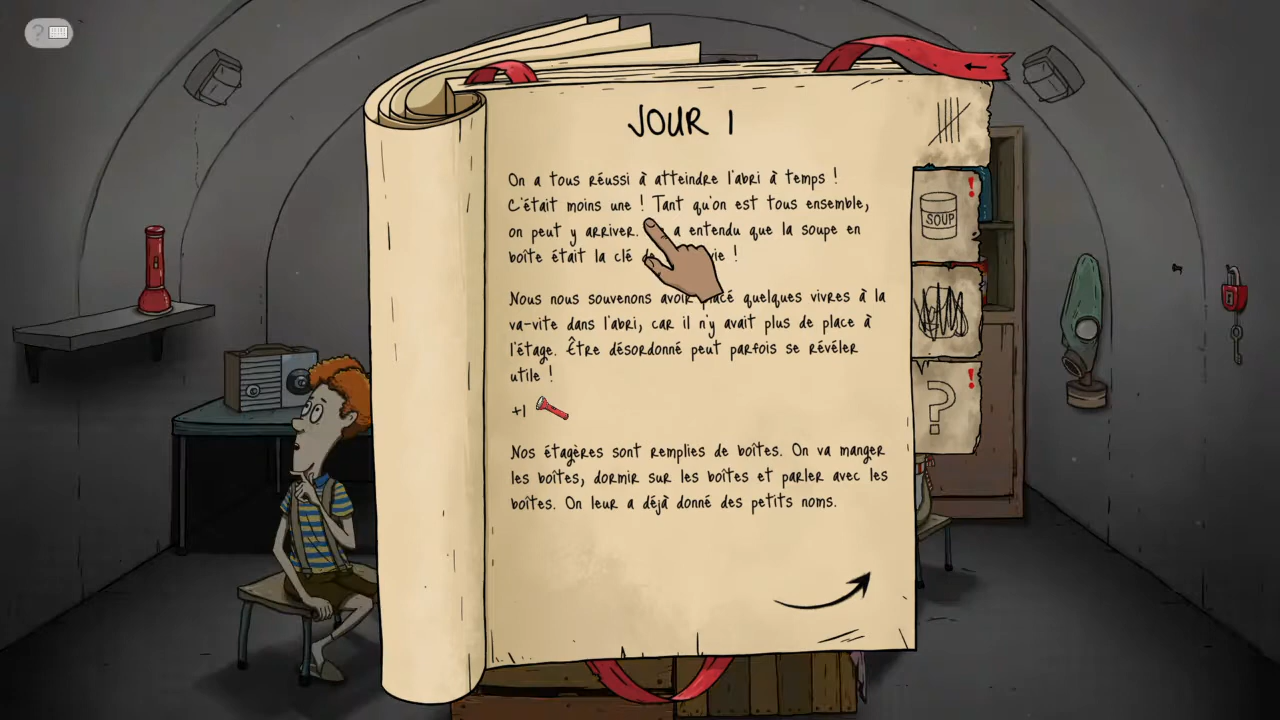 JOUR 1
On a tous réussi à atteindre l'abri à temps !
C'était moins une ! Tant qu'on est tous ensemble,
on peut y arriver. a entendu que la soupe en
boîte était la clé vie !
Nous nous souvenons avoir quelques vivres à la
va-vite dans l'abri, car il n'y avait plus de place à
l'étage. Être désordonné peut parfois se révéler
utile !
+1
Nos étagères sont remplies de boîtes. On va manger
les boîtes, dormir sur les boîtes et parler avec les
boîtes. On leur a déjà donné des petits noms.
SOUP
!
?
!
?